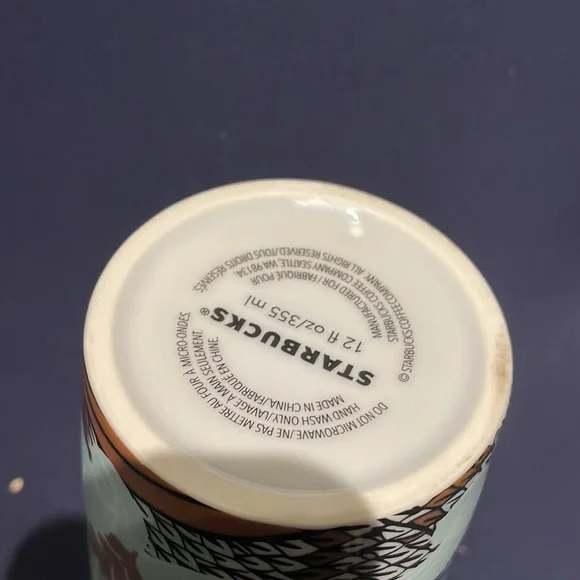 DO NOT MICROWAVE./NE PAS METTRE AU FOUR À MICRO-ONDES.
HAND WASH ONLY/LAVAGE À MAIN SEULEMENT.
MADE IN CHINA/FABRIQUÉ EN CHINE
STARBUCKS®
12 fl oz/355 ml
MANUFACTURED FOR / FABRIQUÉ POUR
STARBUCKS COFFEE COMPANY SEATTLE, WA 98134.
© STARBUCKS COFFEE COMPANY. ALL RIGHTS RESERVED./TOUS DROITS RÉSERVÉS.